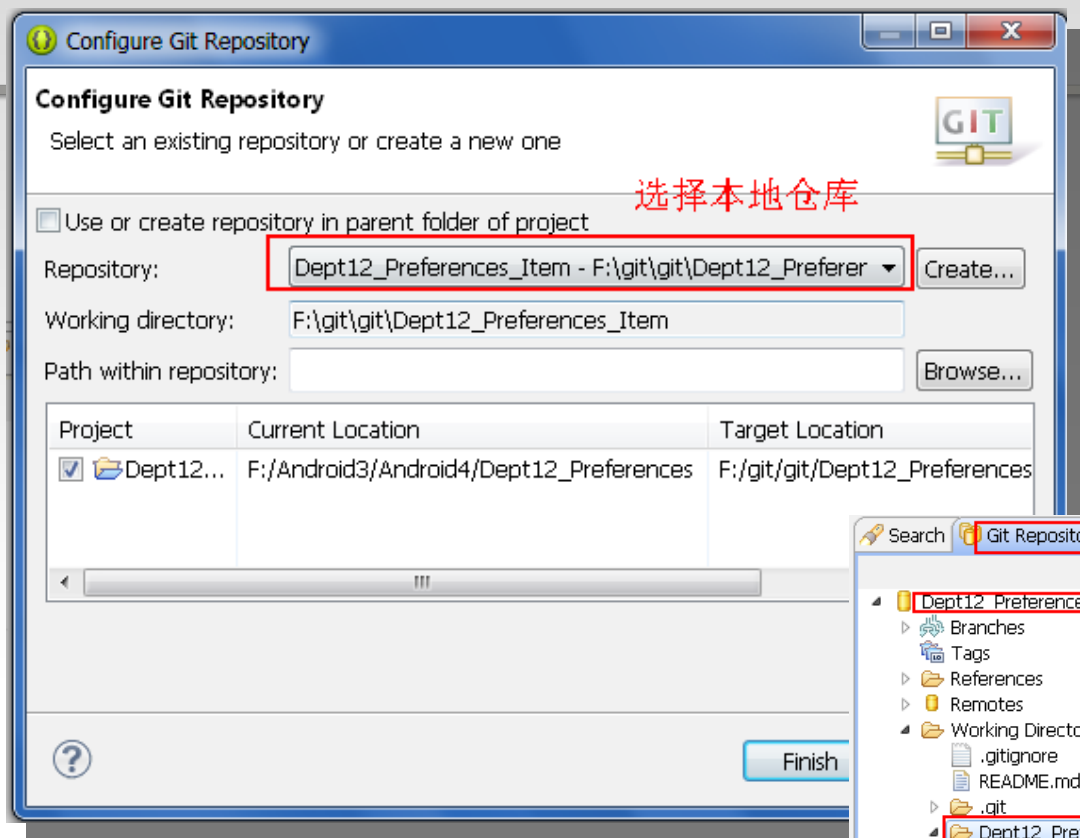 Configure Git Repository
Configure Git Repository
Select an existing repository or create a new one
GIT
选择本地仓库
Use or create repository in parent folder of project
Repository: Dept12_Preferences_Item - F:\git\git\Dept12_Preferer Create...
Working directory: F:\git\git\Dept12_Preferences_Item
Path within repository: Browse...
Project Current Location Target Location
Dept12... F:/Android3/Android4/Dept12_Preferences F:/git/git/Dept12_Preferences
Finish
Search Git Reposito
Dept12_Preference
Branches
Tags
References
Remotes
Working Directo
.gitignore
README.md
.git
Dept12_Pre